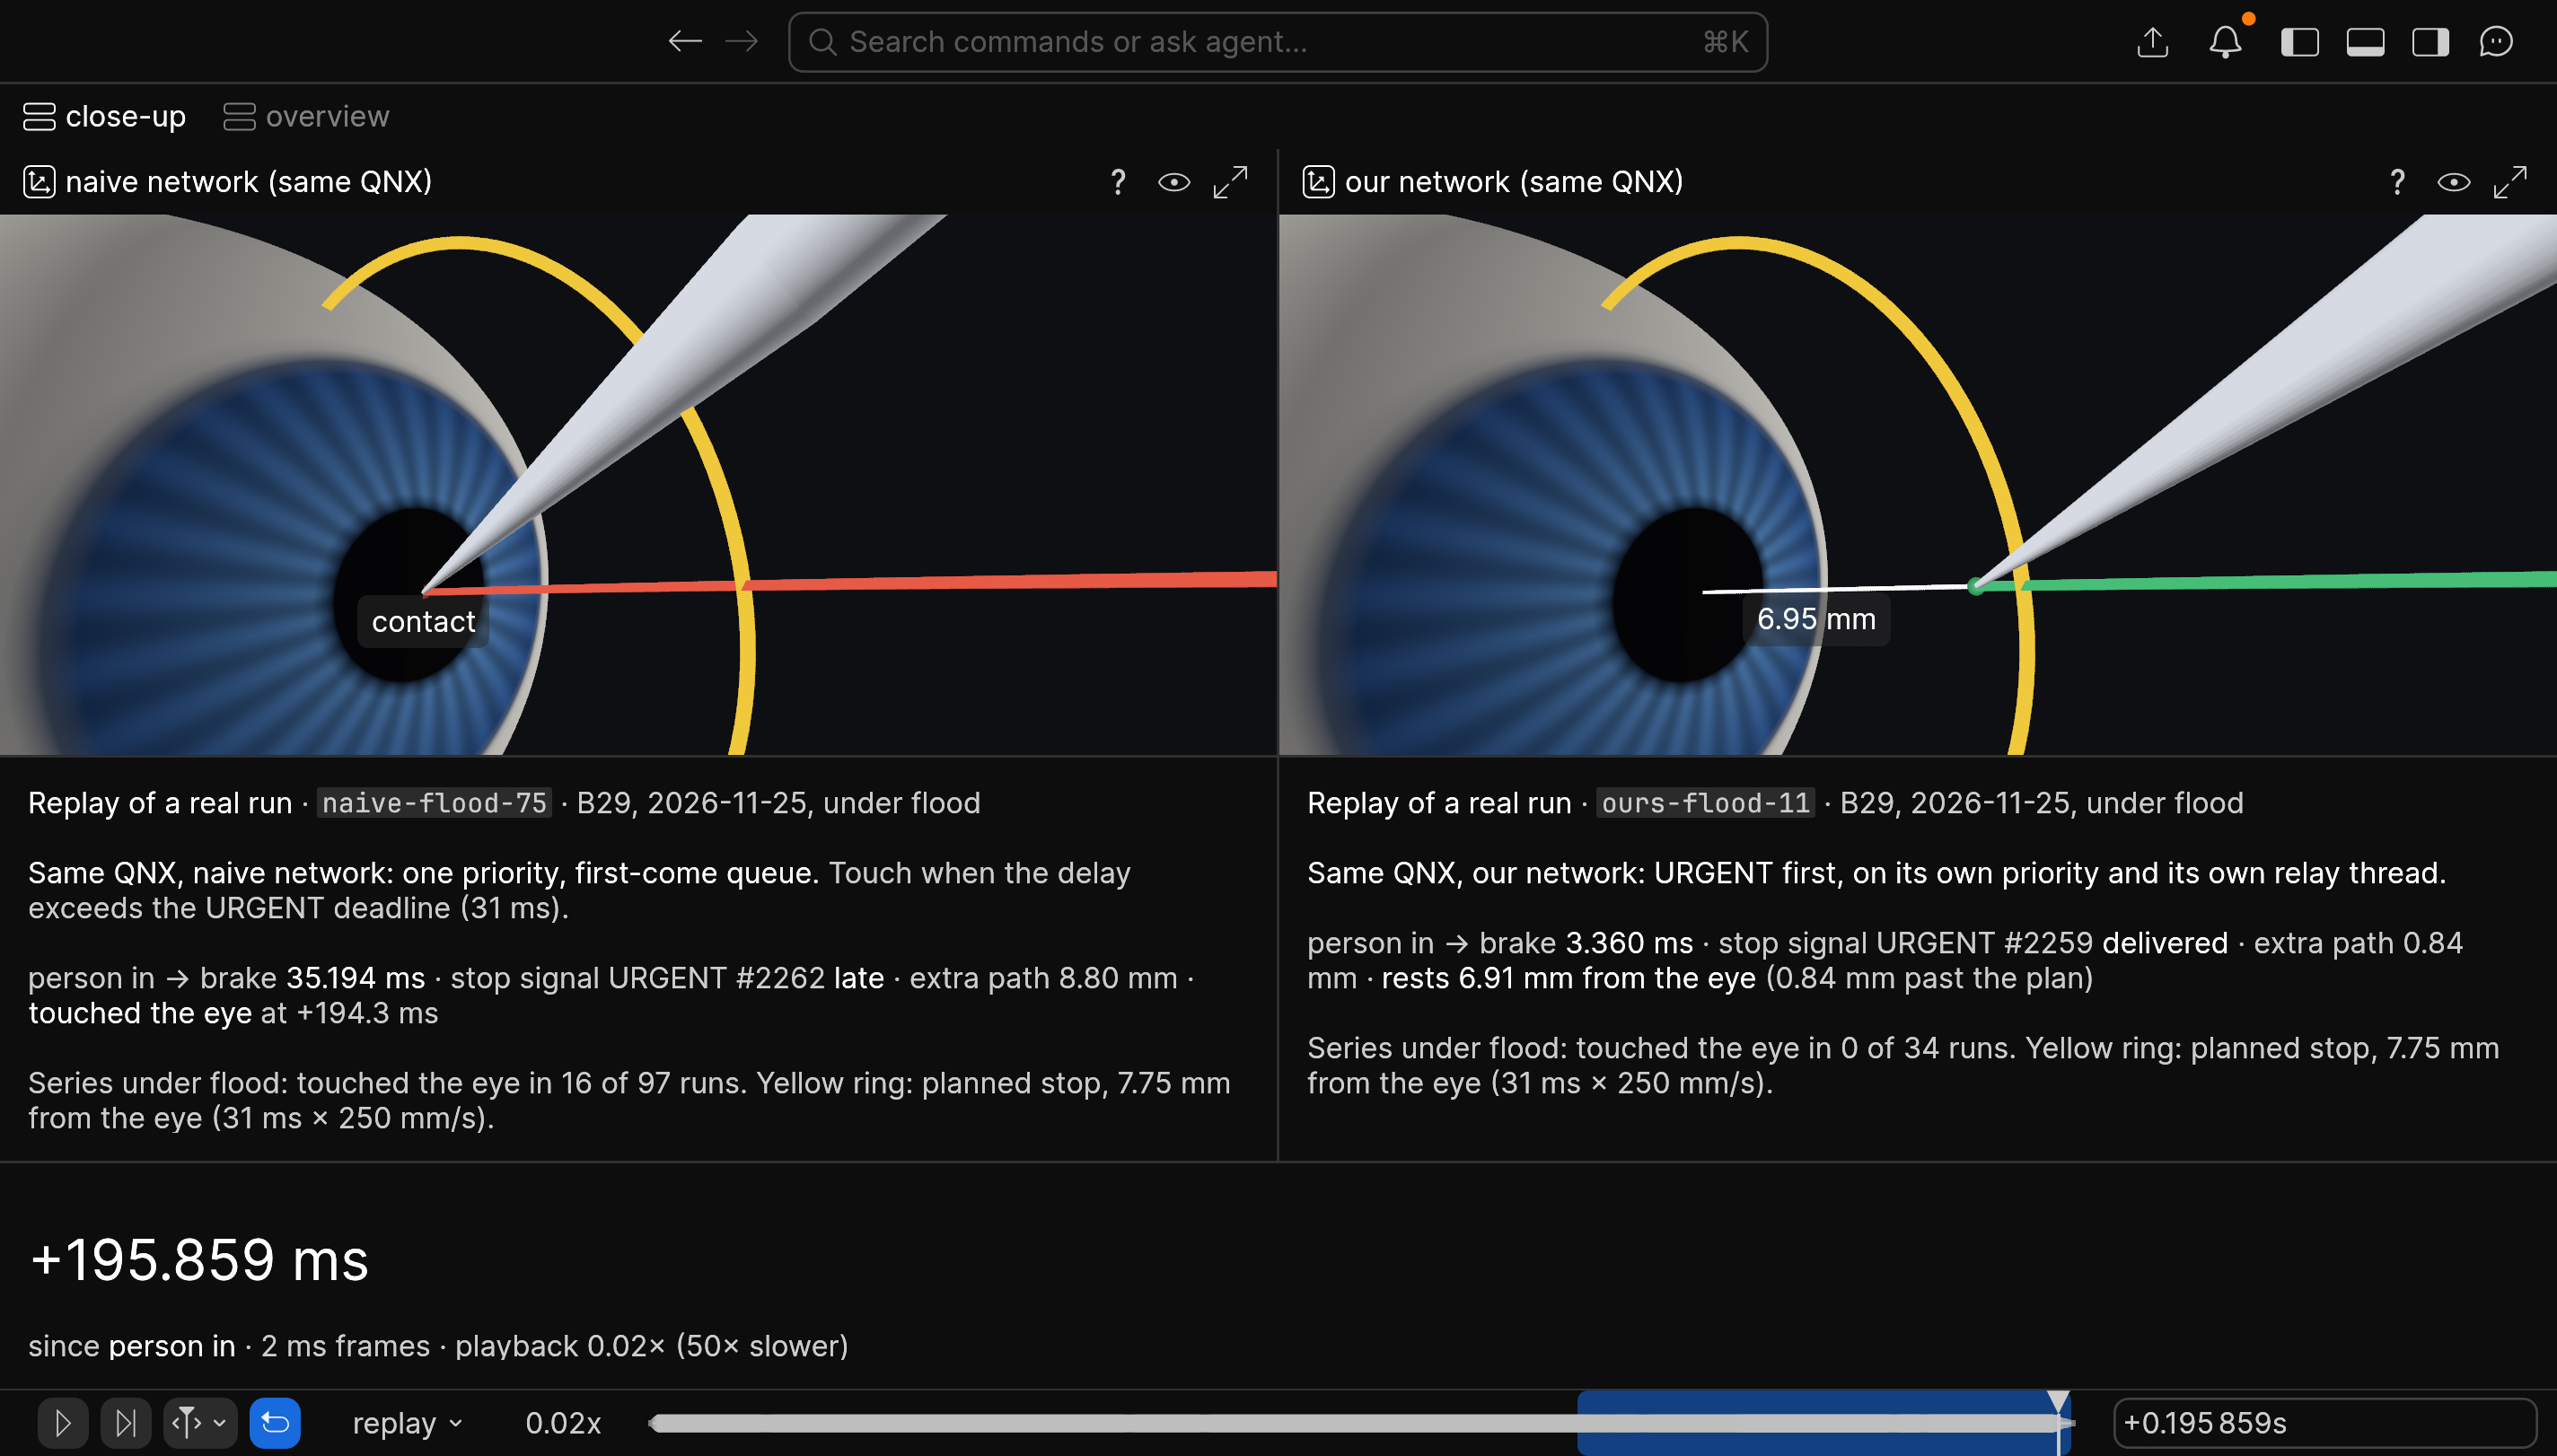 Search commands or ask agent... ⌘K
close-up overview
naive network (same QNX) ?
contact
Replay of a real run · naive-flood-75 · B29, 2026-11-25, under flood
Same QNX, naive network: one priority, first-come queue. Touch when the delay
exceeds the URGENT deadline (31 ms).
person in → brake 35.194 ms · stop signal URGENT #2262 late · extra path 8.80 mm ·
touched the eye at +194.3 ms
Series under flood: touched the eye in 16 of 97 runs. Yellow ring: planned stop, 7.75 mm
from the eye (31 ms × 250 mm/s).
our network (same QNX) ?
6.95 mm
Replay of a real run · ours-flood-11 · B29, 2026-11-25, under flood
Same QNX, our network: URGENT first, on its own priority and its own relay thread.
person in → brake 3.360 ms · stop signal URGENT #2259 delivered · extra path 0.84
mm · rests 6.91 mm from the eye (0.84 mm past the plan)
Series under flood: touched the eye in 0 of 34 runs. Yellow ring: planned stop, 7.75 mm
from the eye (31 ms × 250 mm/s).
+195.859 ms
since person in · 2 ms frames · playback 0.02× (50× slower)
replay 0.02x +0.195 859s